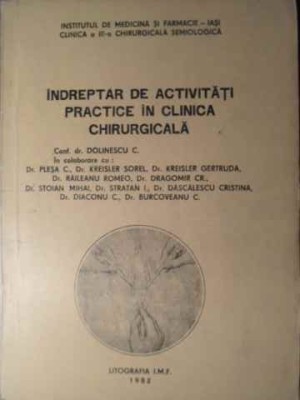 INSTITUTUL DE MEDICINĂ ȘI FARMACIE - IAȘI
CLINICA a III-a CHIRURGICALĂ SEMIOLOGICĂ
ÎNDREPTAR DE ACTIVITĂȚI
PRACTICE ÎN CLINICA
CHIRURGICALĂ
Conf. dr. DOLINESCU C.
În colaborare cu :
Dr. PLEȘA C., Dr. KREISLER SOREL, Dr. KREISLER GERTRUDA,
Dr. RĂILEANU ROMEO, Dr. DRAGOMIR CR.,
Dr. STOIAN MIHAI, Dr. STRATAN I., Dr. DĂSCĂLESCU CRISTINA,
Dr. DIACONU C., Dr. BURCOVEANU C.
LITOGRAFIA I.M.F.
1982